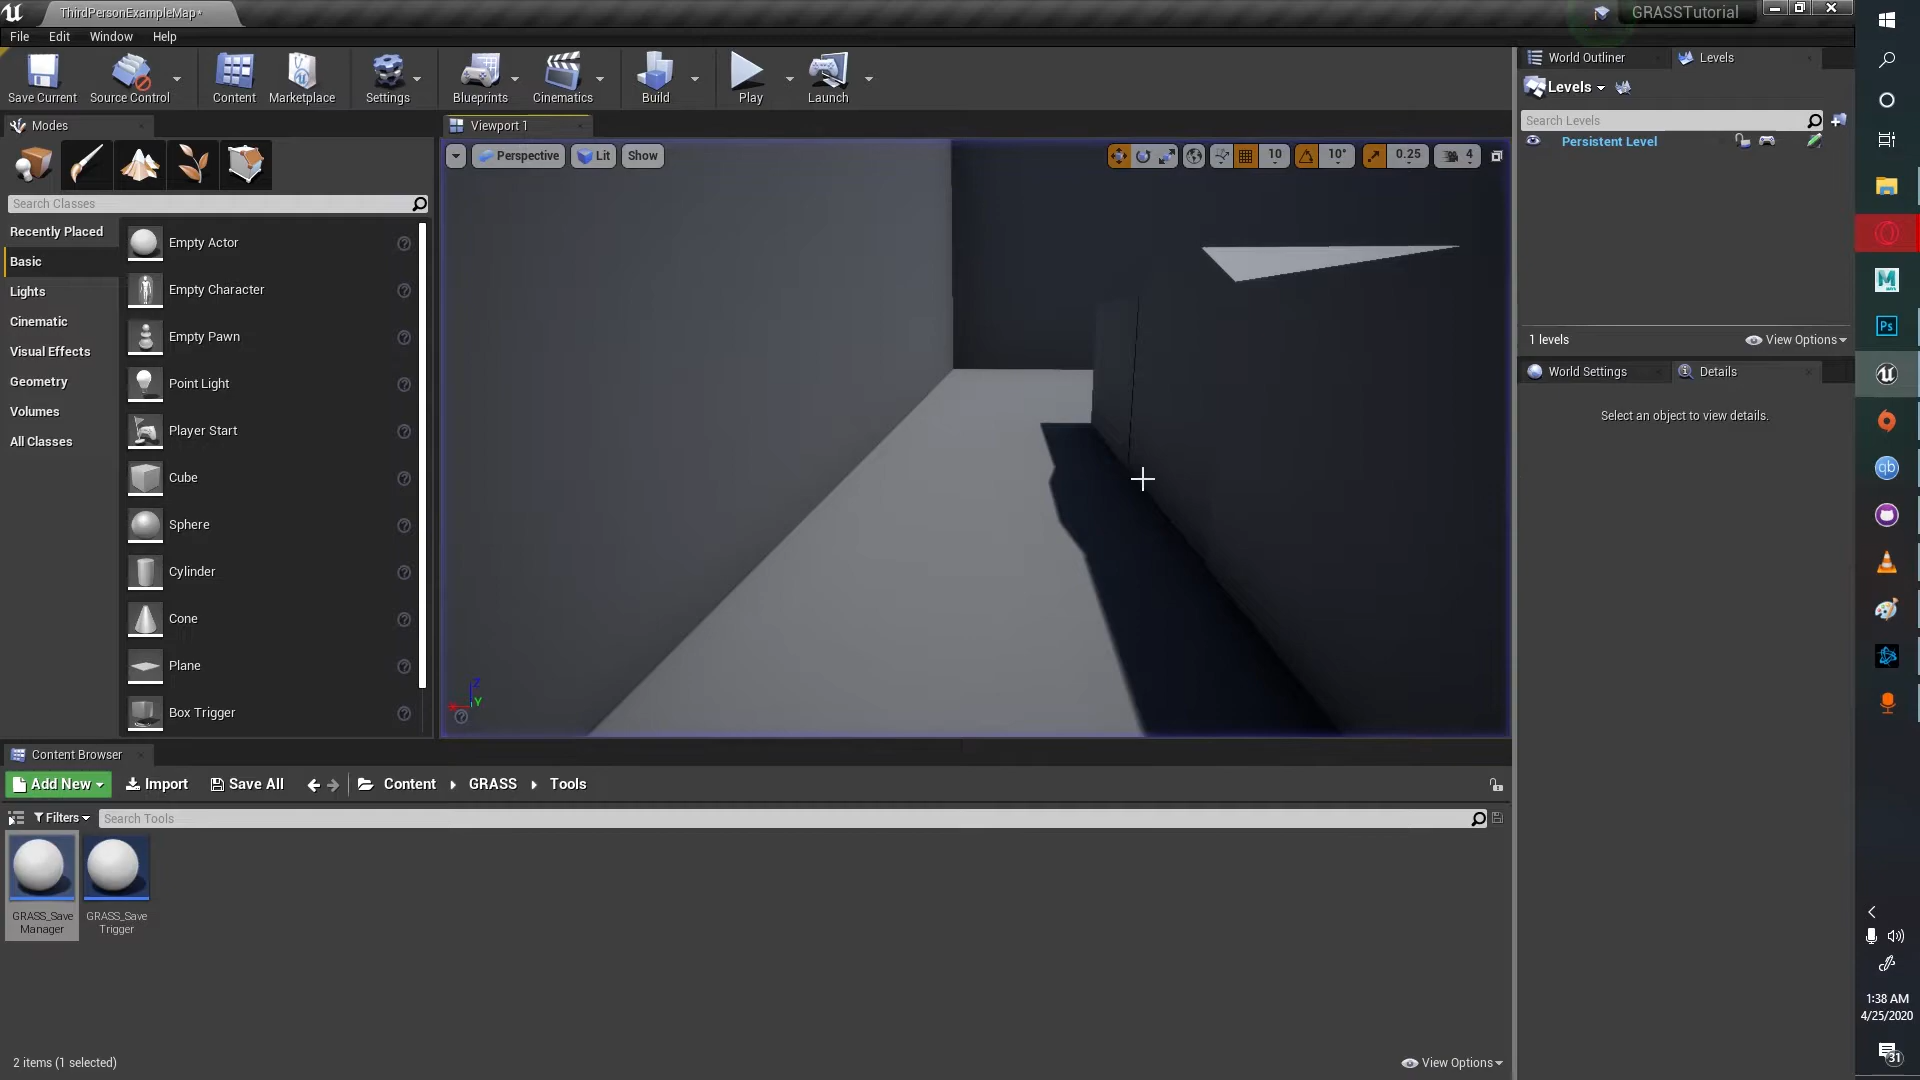 ThirdPersonExampleMap*
GRASSTutorial
File Edit Window Help
Save Current
Source Control
Content
Marketplace
Settings
Blueprints
Cinematics
Build
Play
Launch
Modes
Search Classes
Recently Placed
Basic
Lights
Cinematic
Visual Effects
Geometry
Volumes
All Classes
Empty Actor
Empty Character
Empty Pawn
Point Light
Player Start
Cube
Sphere
Cylinder
Cone
Plane
Box Trigger
Viewport 1
Perspective Lit Show
10 10° 0.25 4
Z
Y
World Outliner
Levels
Levels
Search Levels
Persistent Level
1 levels
View Options
World Settings
Details
Select an object to view details.
Content Browser
Add New Import Save All Content GRASS Tools
Filters Search Tools
GRASS_Save
Manager
GRASS_Save
Trigger
2 items (1 selected)
View Options
Ps
qb
1:38 AM
4/25/2020
31